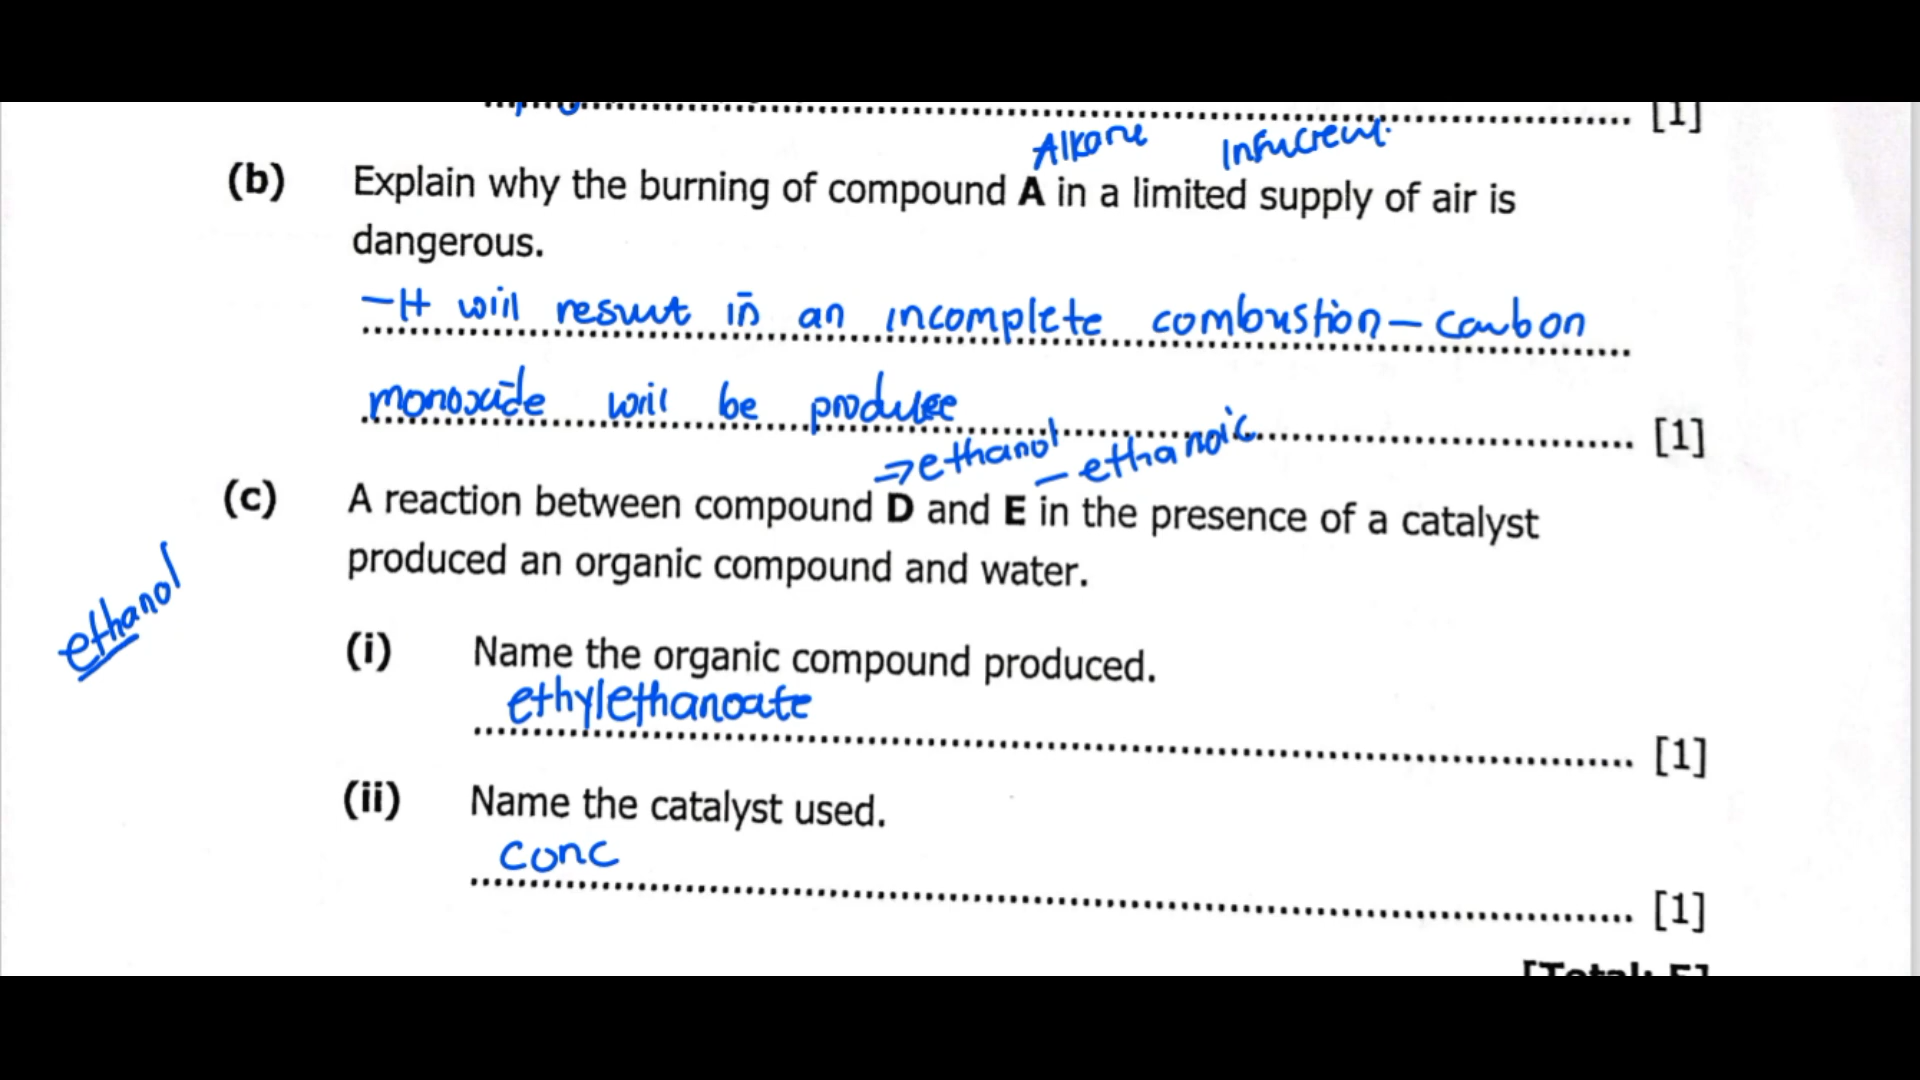 [1]
Alkane Insuficient.
(b) Explain why the burning of compound A in a limited supply of air is
dangerous.
– It will result in an incomplete combustion – carbon
monoxide will be produce [1]
⇒ ethanol – ethanoic
(c) A reaction between compound D and E in the presence of a catalyst
produced an organic compound and water.
ethanol
(i) Name the organic compound produced.
ethylethanoate
[1]
(ii) Name the catalyst used.
conc
[1]
[Total: 5]